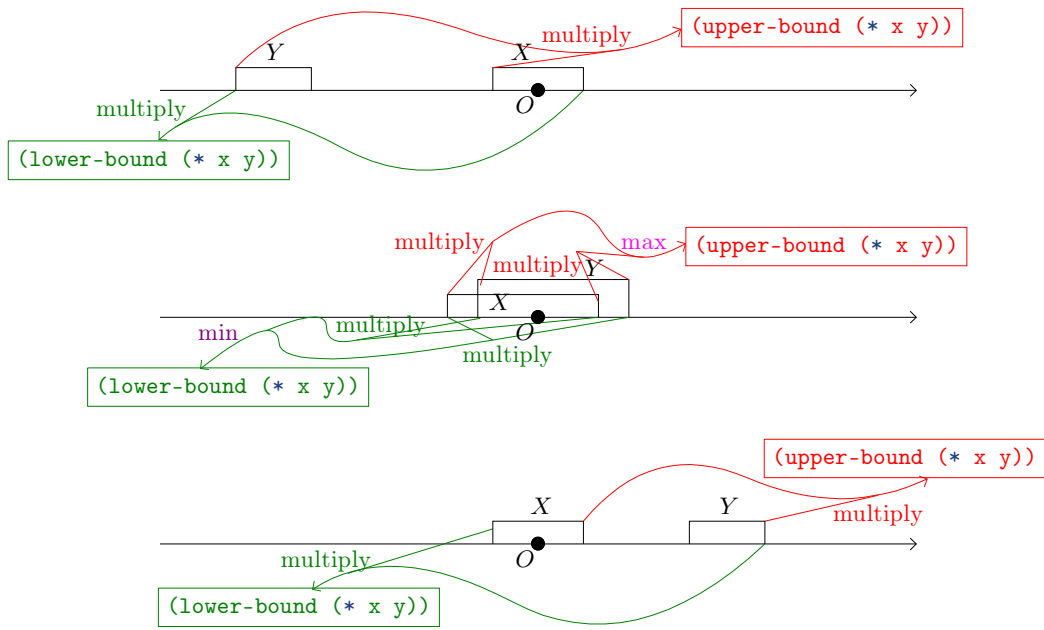 multiply
(upper-bound (* x y))
Y
X
multiply
O
(lower-bound (* x y))
multiply
max
(upper-bound (* x y))
multiply
Y
X
min
multiply
O
multiply
(lower-bound (* x y))
(upper-bound (* x y))
X
Y
multiply
multiply
O
(lower-bound (* x y))